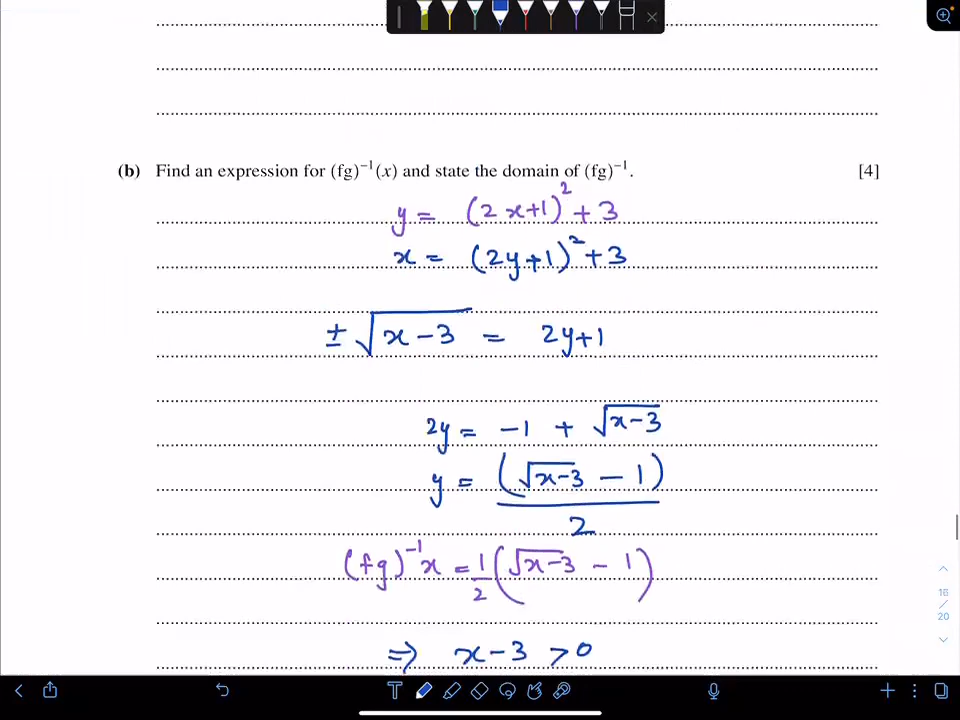 (b) Find an expression for (fg)⁻¹(x) and state the domain of (fg)⁻¹. [4]
y = (2x+1)² + 3
x = (2y+1)² + 3
± √(x-3) = 2y+1
2y = -1 + √(x-3)
y = (√(x-3) - 1) / 2
(fg)⁻¹x = 1/2 (√(x-3) - 1)
16
/
20
⇒ x-3 > 0
T